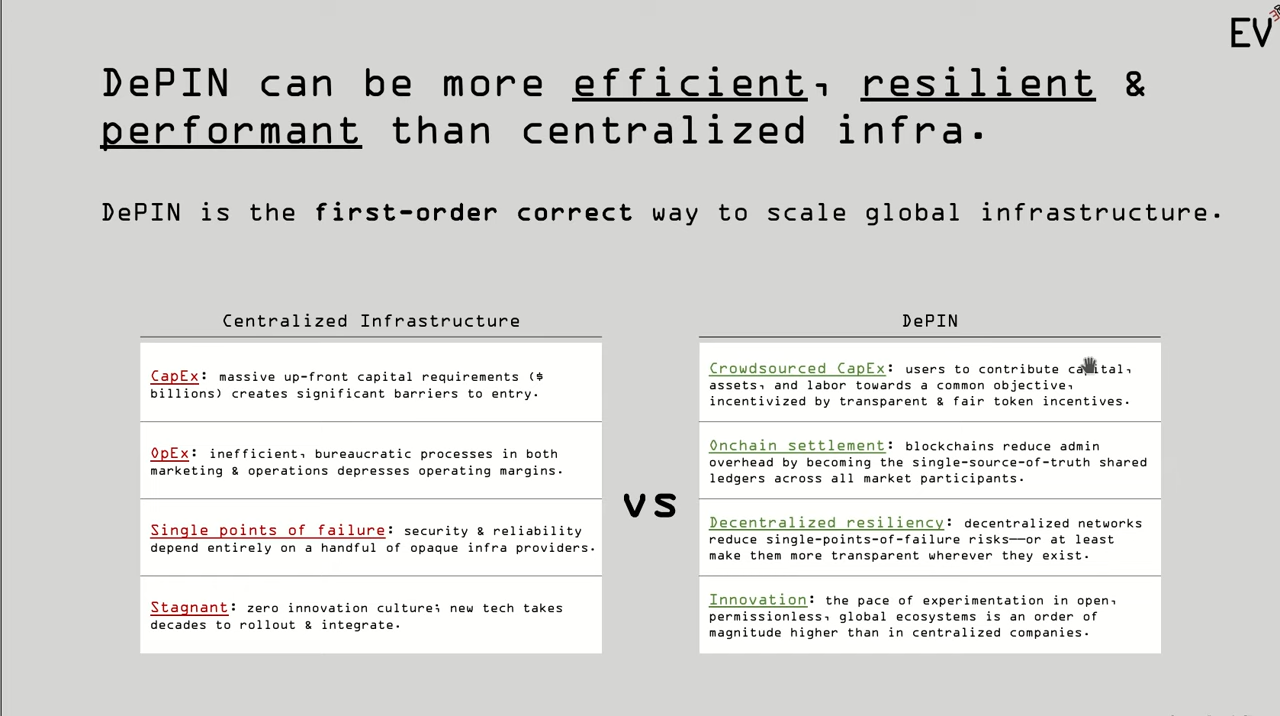 EV
DePIN can be more efficient, resilient &
performant than centralized infra.
DePIN is the first-order correct way to scale global infrastructure.
Centralized Infrastructure
CapEx: massive up-front capital requirements ($
billions) creates significant barriers to entry.
OpEx: inefficient, bureaucratic processes in both
marketing & operations depresses operating margins.
Single points of failure: security & reliability
depend entirely on a handful of opaque infra providers.
Stagnant: zero innovation culture; new tech takes
decades to rollout & integrate.
vs
DePIN
Crowdsourced CapEx: users to contribute capital,
assets, and labor towards a common objective,
incentivized by transparent & fair token incentives.
Onchain settlement: blockchains reduce admin
overhead by becoming the single-source-of-truth shared
ledgers across all market participants.
Decentralized resiliency: decentralized networks
reduce single-points-of-failure risks——or at least
make them more transparent wherever they exist.
Innovation: the pace of experimentation in open,
permissionless, global ecosystems is an order of
magnitude higher than in centralized companies.